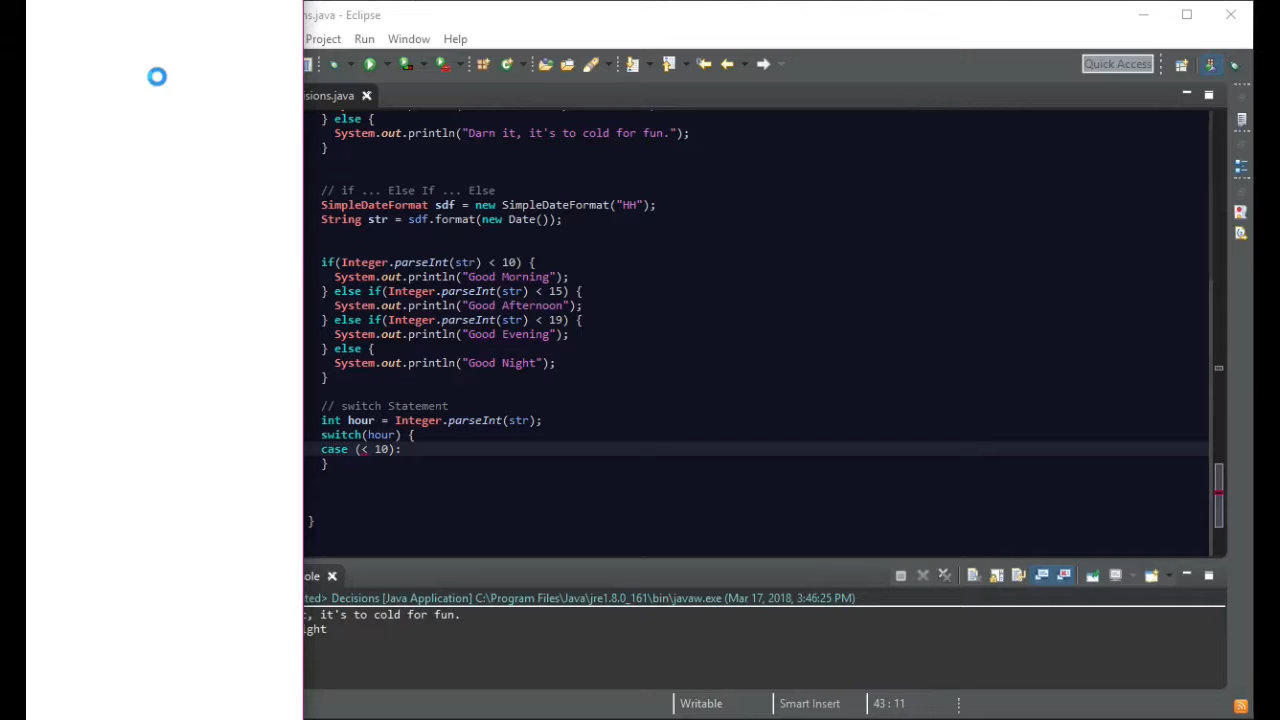 ns.java - Eclipse
Project Run Window Help
Quick Access
isions.java
} else {
System.out.println("Darn it, it's to cold for fun.");
}
// if ... Else If ... Else
SimpleDateFormat sdf = new SimpleDateFormat("HH");
String str = sdf.format(new Date());
if(Integer.parseInt(str) < 10) {
System.out.println("Good Morning");
} else if(Integer.parseInt(str) < 15) {
System.out.println("Good Afternoon");
} else if(Integer.parseInt(str) < 19) {
System.out.println("Good Evening");
} else {
System.out.println("Good Night");
}
// switch Statement
int hour = Integer.parseInt(str);
switch(hour) {
case (< 10):
}
}
ole
ted> Decisions [Java Application] C:\Program Files\Java\jre1.8.0_161\bin\javaw.exe (Mar 17, 2018, 3:46:25 PM)
, it's to cold for fun.
ight
Writable Smart Insert 43 : 11